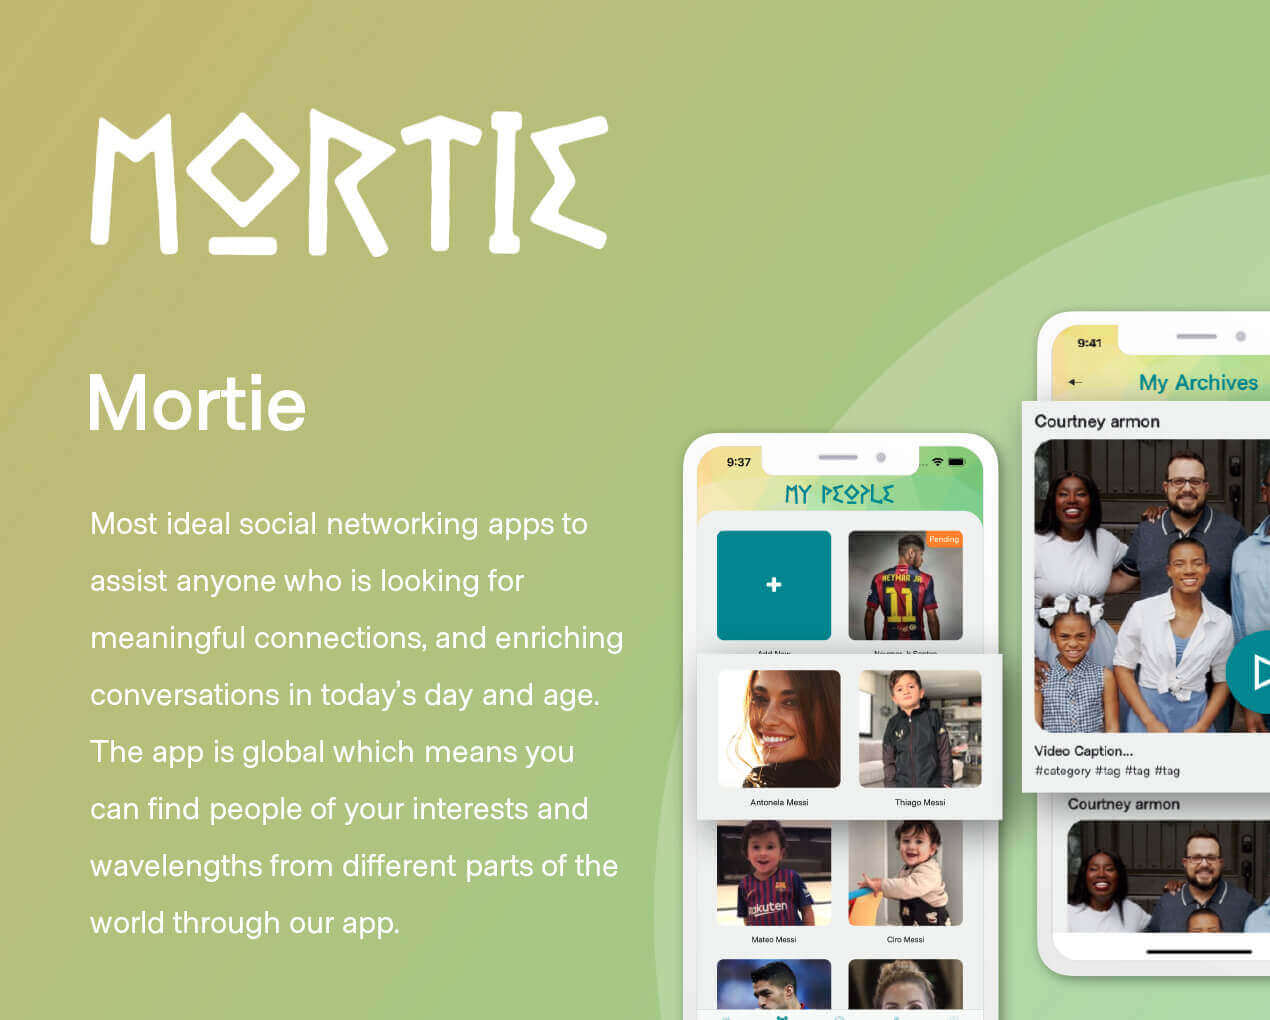 MORTIE
Mortie
Most ideal social networking apps to
assist anyone who is looking for
meaningful connections, and enriching
conversations in today's day and age.
The app is global which means you
can find people of your interests and
wavelengths from different parts of the
world through our app.
9:37
MY PEOPLE
Pending
NEYMAR JR
11
Add New
Antonela Messi
Thiago Messi
Rakuten
Mateo Messi
Ciro Messi
9:41
My Archives
Courtney armon
Video Caption...
#category #tag #tag #tag
Courtney armon